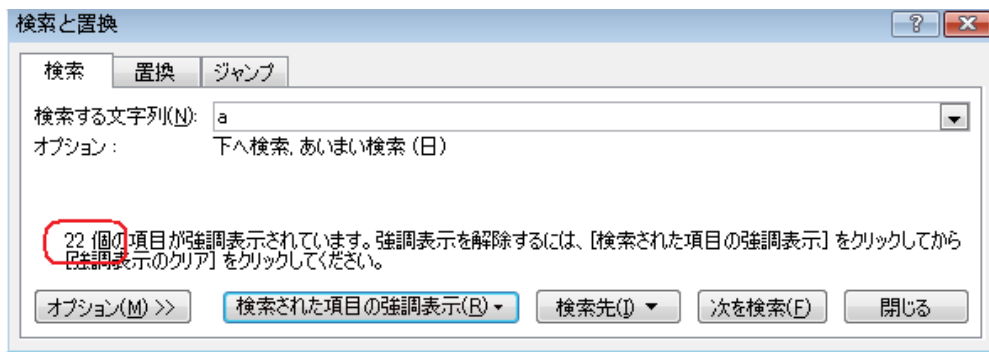 検索と置換
検索 置換 ジャンプ
検索する文字列(N): a
オプション: 下へ検索, あいまい検索 (日)
22 個の項目が強調表示されています。強調表示を解除するには、[検索された項目の強調表示] をクリックしてから
[強調表示のクリア] をクリックしてください。
オプション(M) >> 検索された項目の強調表示(R) 検索先(I) 次を検索(F) 閉じる